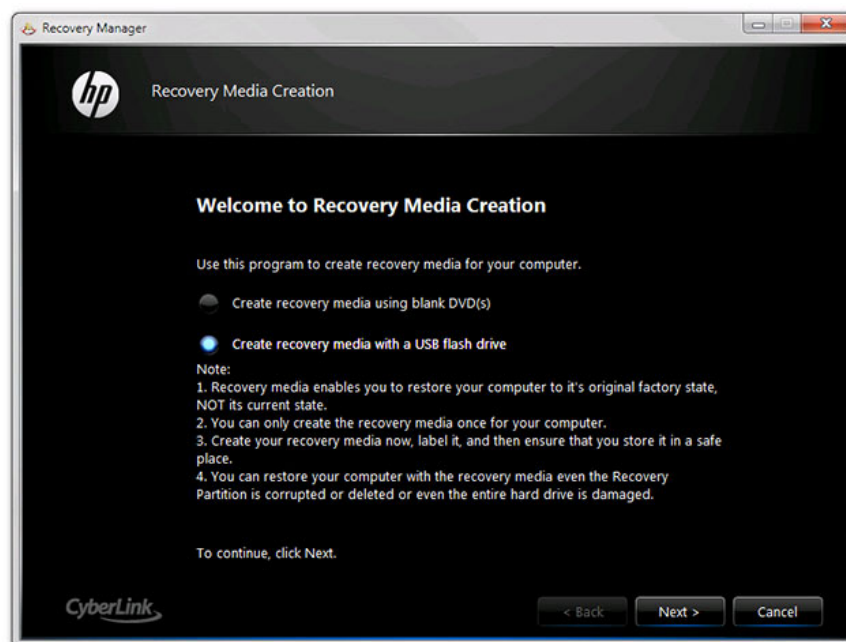 Recovery Manager
hp
Recovery Media Creation
Welcome to Recovery Media Creation
Use this program to create recovery media for your computer.
Create recovery media using blank DVD(s)
Create recovery media with a USB flash drive
Note:
1. Recovery media enables you to restore your computer to it's original factory state,
NOT its current state.
2. You can only create the recovery media once for your computer.
3. Create your recovery media now, label it, and then ensure that you store it in a safe
place.
4. You can restore your computer with the recovery media even the Recovery
Partition is corrupted or deleted or even the entire hard drive is damaged.
To continue, click Next.
CyberLink
< Back Next > Cancel